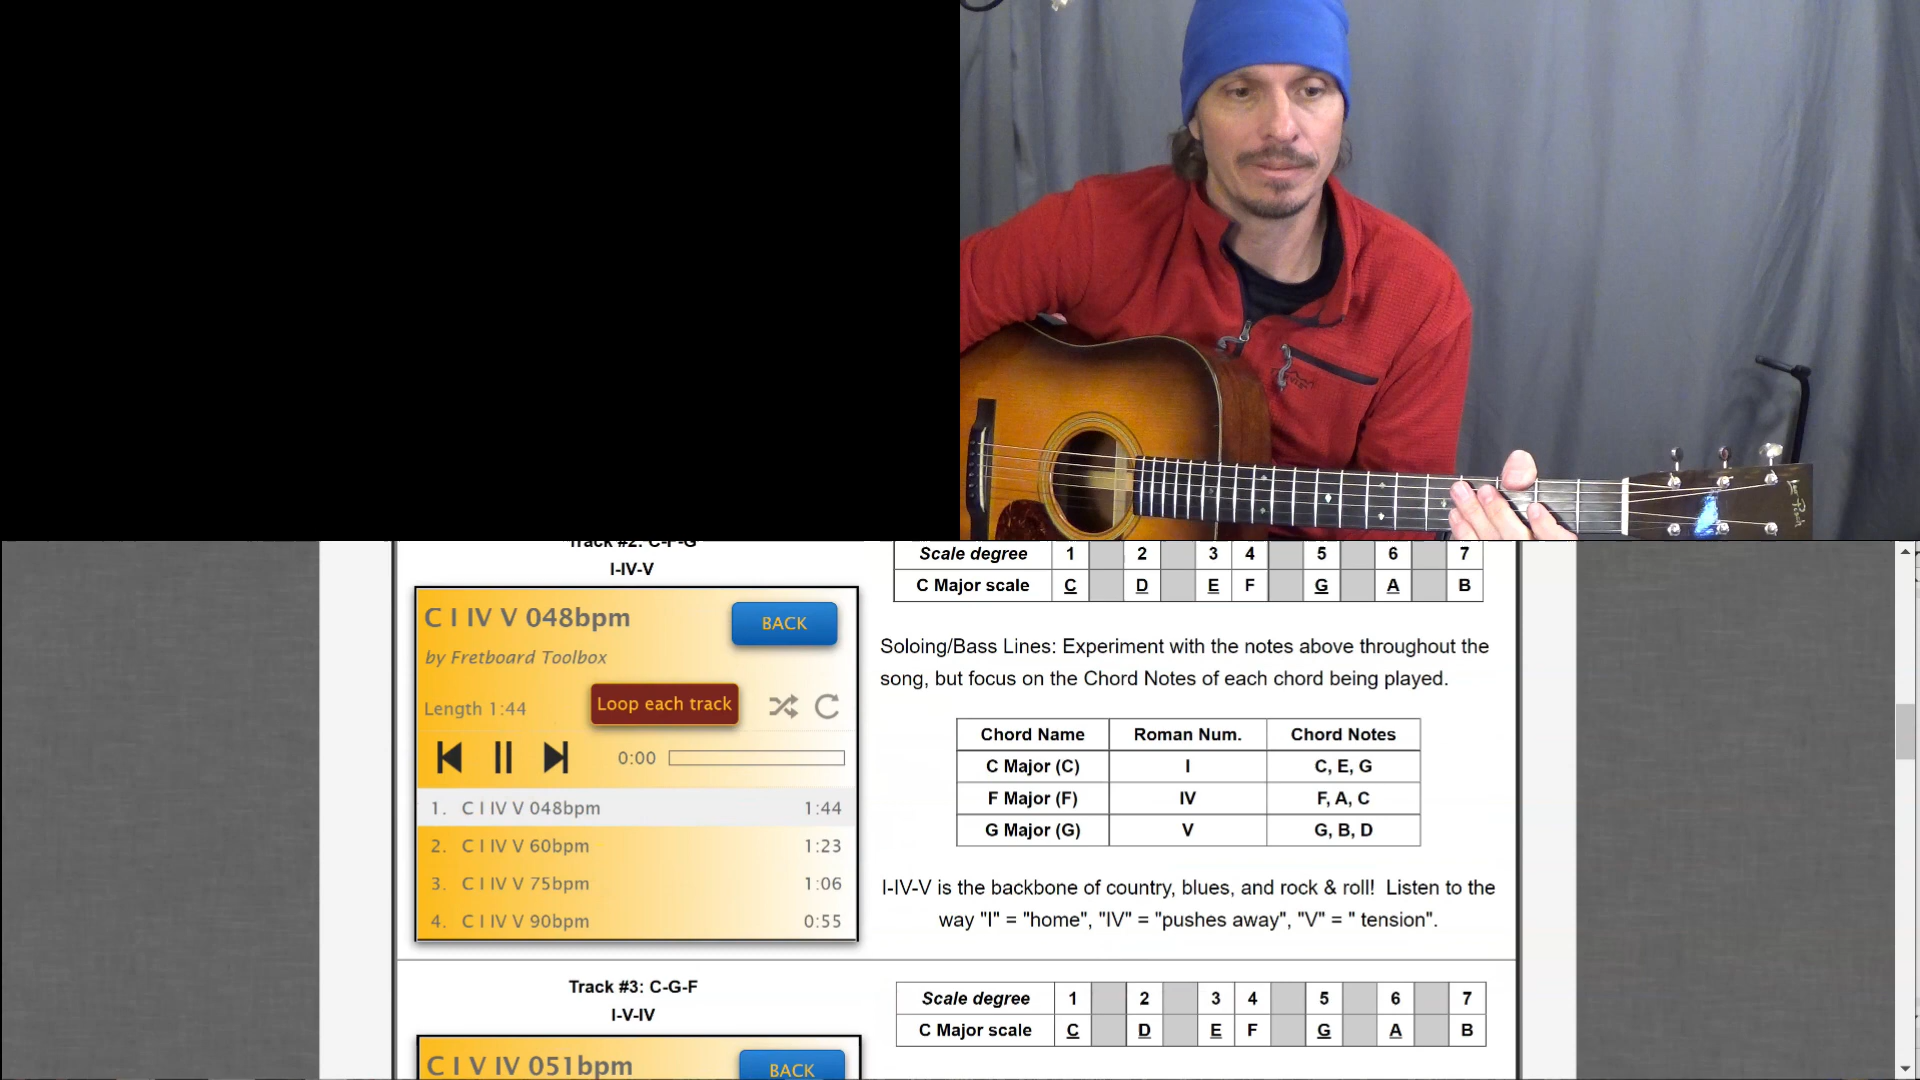 Track #2: C-F-G
I-IV-V
C I IV V 048bpm
BACK
by Fretboard Toolbox
Length 1:44
Loop each track
0:00
1. C I IV V 048bpm 1:44
2. C I IV V 60bpm 1:23
3. C I IV V 75bpm 1:06
4. C I IV V 90bpm 0:55
Scale degree 1 2 3 4 5 6 7
C Major scale C D E F G A B
Soloing/Bass Lines: Experiment with the notes above throughout the
song, but focus on the Chord Notes of each chord being played.
Chord Name Roman Num. Chord Notes
C Major (C) I C, E, G
F Major (F) IV F, A, C
G Major (G) V G, B, D
I-IV-V is the backbone of country, blues, and rock & roll! Listen to the
way "I" = "home", "IV" = "pushes away", "V" = " tension".
Track #3: C-G-F
I-V-IV
C I V IV 051bpm
BACK
Scale degree 1 2 3 4 5 6 7
C Major scale C D E F G A B